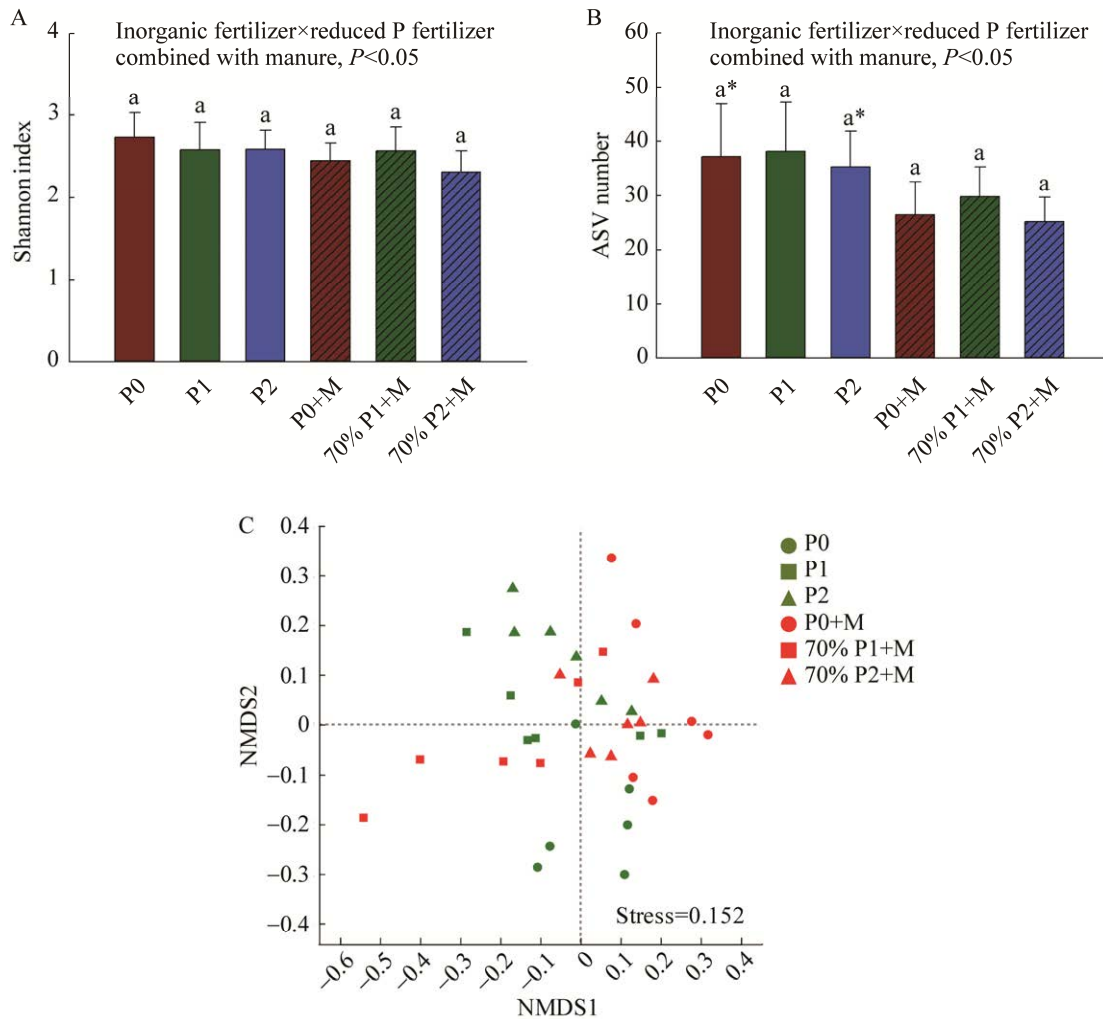 A
Inorganic fertilizer×reduced P fertilizer
combined with manure, P<0.05
Shannon index
4
3
2
1
0
a
a
a
a
a
a
P0
P1
P2
P0+M
70% P1+M
70% P2+M
B
Inorganic fertilizer×reduced P fertilizer
combined with manure, P<0.05
ASV number
60
50
40
30
20
10
0
a*
a
a*
a
a
a
P0
P1
P2
P0+M
70% P1+M
70% P2+M
C
NMDS2
0.4
0.3
0.2
0.1
0
−0.1
−0.2
−0.3
−0.4
Stress=0.152
−0.6
−0.5
−0.4
−0.3
−0.2
−0.1
0
0.1
0.2
0.3
0.4
NMDS1
P0
P1
P2
P0+M
70% P1+M
70% P2+M